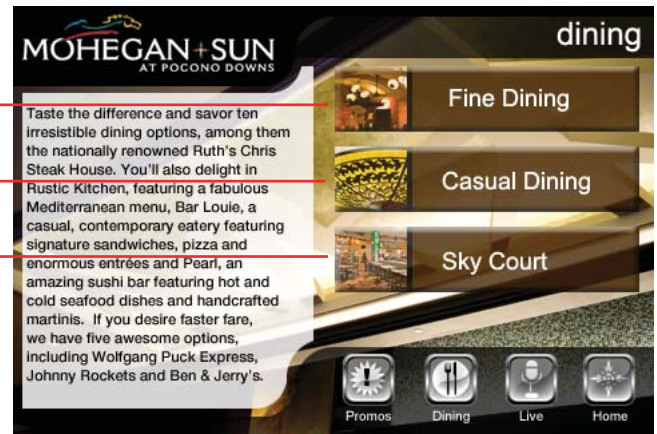 MOHEGAN SUN
AT POCONO DOWNS
dining
Taste the difference and savor ten
irresistible dining options, among them
the nationally renowned Ruth's Chris
Steak House. You'll also delight in
Rustic Kitchen, featuring a fabulous
Mediterranean menu, Bar Louie, a
casual, contemporary eatery featuring
signature sandwiches, pizza and
enormous entrées and Pearl, an
amazing sushi bar featuring hot and
cold seafood dishes and handcrafted
martinis. If you desire faster fare,
we have five awesome options,
including Wolfgang Puck Express,
Johnny Rockets and Ben & Jerry's.
Fine Dining
Casual Dining
Sky Court
Promos
Dining
Live
Home